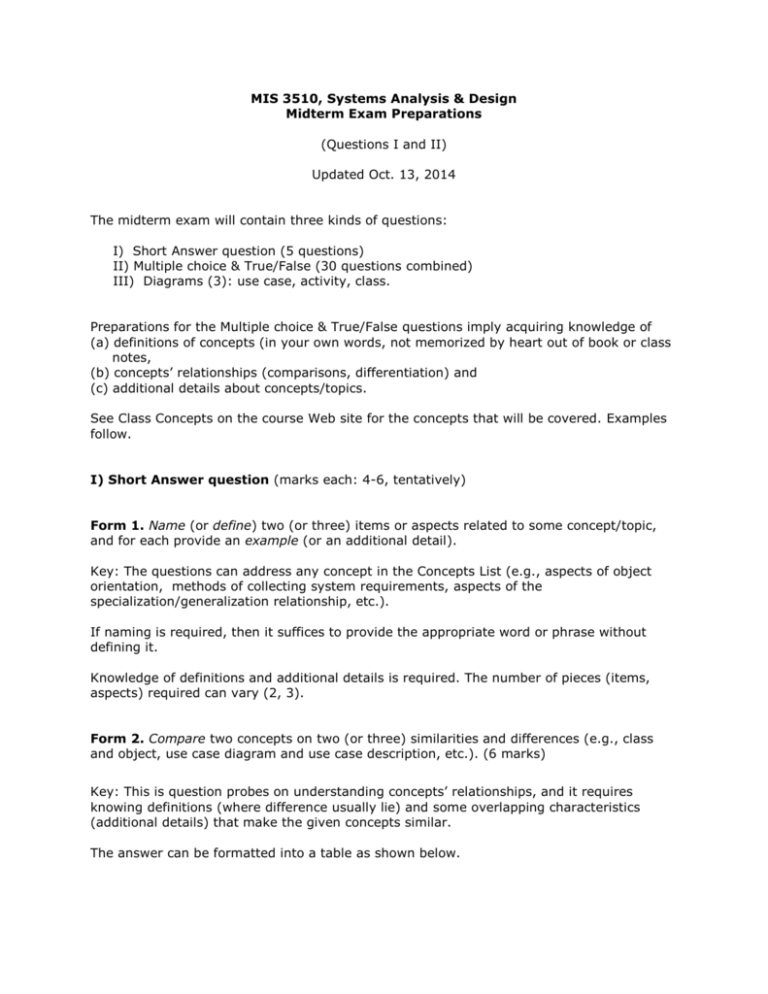 MIS 3510, Systems Analysis & Design
Midterm Exam Preparations
(Questions I and II)
Updated Oct. 13, 2014
The midterm exam will contain three kinds of questions:
I) Short Answer question (5 questions)
II) Multiple choice & True/False (30 questions combined)
III) Diagrams (3): use case, activity, class.
Preparations for the Multiple choice & True/False questions imply acquiring knowledge of
(a) definitions of concepts (in your own words, not memorized by heart out of book or class
notes,
(b) concepts’ relationships (comparisons, differentiation) and
(c) additional details about concepts/topics.
See Class Concepts on the course Web site for the concepts that will be covered. Examples
follow.
I) Short Answer question (marks each: 4-6, tentatively)
Form 1. Name (or define) two (or three) items or aspects related to some concept/topic,
and for each provide an example (or an additional detail).
Key: The questions can address any concept in the Concepts List (e.g., aspects of object
orientation, methods of collecting system requirements, aspects of the
specialization/generalization relationship, etc.).
If naming is required, then it suffices to provide the appropriate word or phrase without
defining it.
Knowledge of definitions and additional details is required. The number of pieces (items,
aspects) required can vary (2, 3).
Form 2. Compare two concepts on two (or three) similarities and differences (e.g., class
and object, use case diagram and use case description, etc.). (6 marks)
Key: This is question probes on understanding concepts’ relationships, and it requires
knowing definitions (where difference usually lie) and some overlapping characteristics
(additional details) that make the given concepts similar.
The answer can be formatted into a table as shown below.